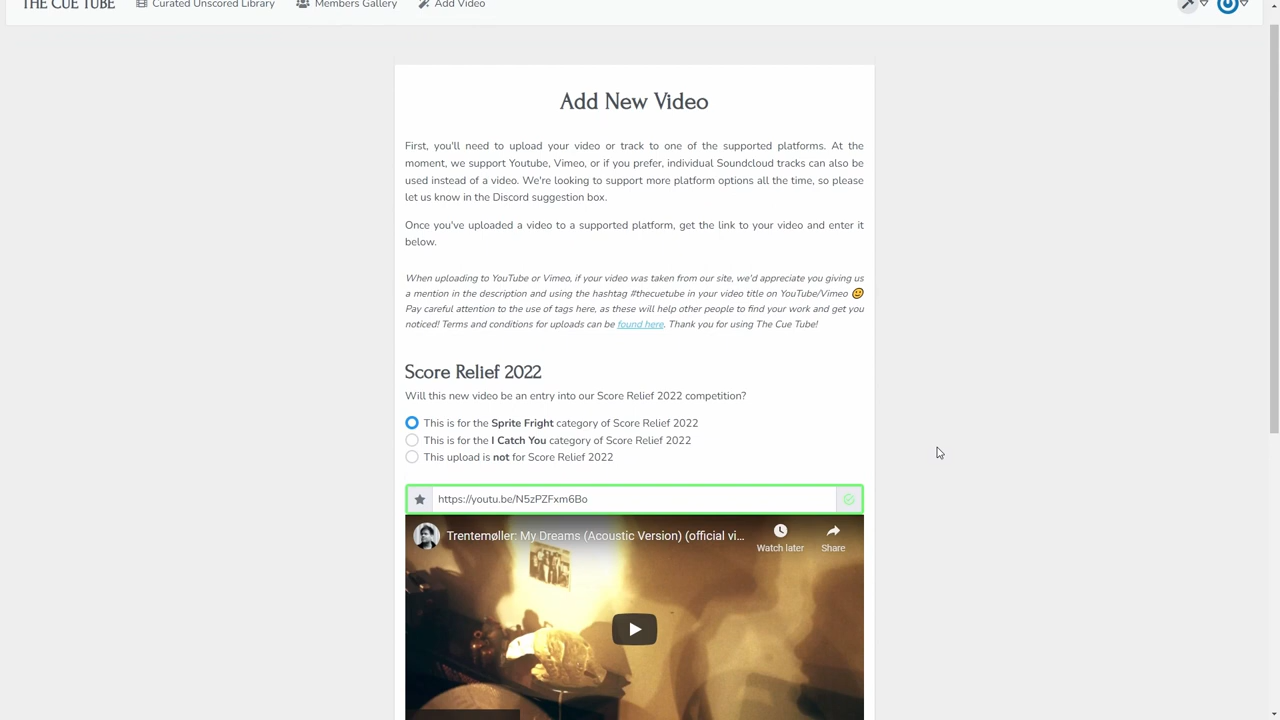 THE CUE TUBE
Curated Unscored Library
Members Gallery
Add Video
Add New Video
First, you'll need to upload your video or track to one of the supported platforms. At the
moment, we support Youtube, Vimeo, or if you prefer, individual Soundcloud tracks can also be
used instead of a video. We're looking to support more platform options all the time, so please
let us know in the Discord suggestion box.
Once you've uploaded a video to a supported platform, get the link to your video and enter it
below.
When uploading to YouTube or Vimeo, if your video was taken from our site, we'd appreciate you giving us
a mention in the description and using the hashtag #thecuetube in your video title on YouTube/Vimeo
Pay careful attention to the use of tags here, as these will help other people to find your work and get you
noticed! Terms and conditions for uploads can be found here. Thank you for using The Cue Tube!
Score Relief 2022
Will this new video be an entry into our Score Relief 2022 competition?
This is for the Sprite Fright category of Score Relief 2022
This is for the I Catch You category of Score Relief 2022
This upload is not for Score Relief 2022
https://youtu.be/N5zPZFxm6Bo
Trentemøller: My Dreams (Acoustic Version) (official vi...
Watch later
Share